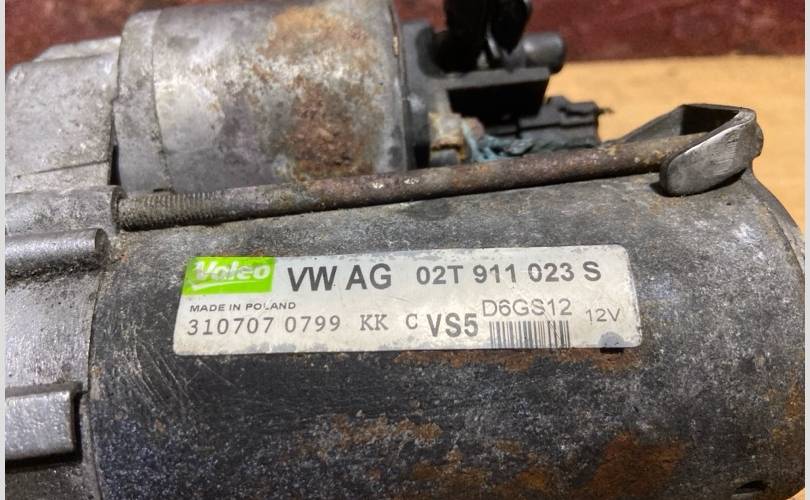 Valeo VW AG 02T 911 023 S
MADE IN POLAND
310707 0799 KK C VS5 D6GS12 12V